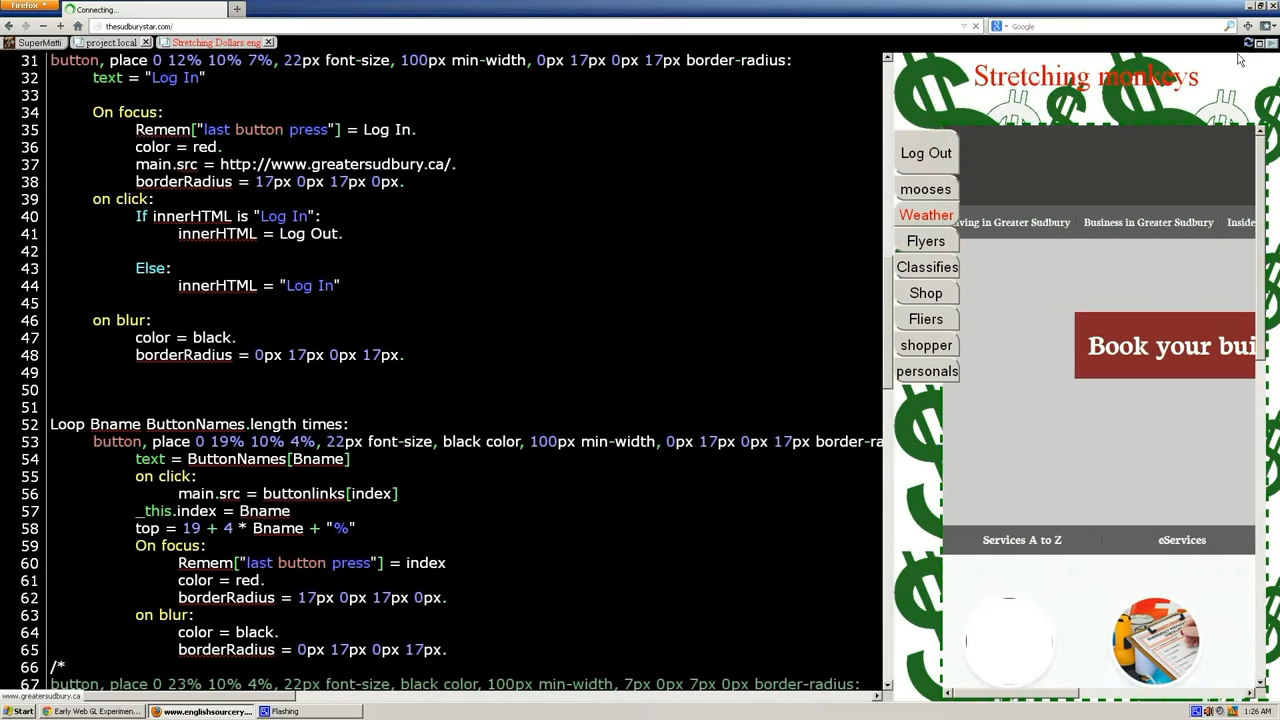 Firefox
Connecting...
thesudburystar.com/
Google
SuperMatti
project.local
Stretching Dollars.eng
31 button, place 0 12% 10% 7%, 22px font-size, 100px min-width, 0px 17px 0px 17px border-radius:
32 text = "Log In"
33
34 On focus:
35 Remem["last button press"] = Log In.
36 color = red.
37 main.src = http://www.greatersudbury.ca/.
38 borderRadius = 17px 0px 17px 0px.
39 on click:
40 If innerHTML is "Log In":
41 innerHTML = Log Out.
42
43 Else:
44 innerHTML = "Log In"
45
46 on blur:
47 color = black.
48 borderRadius = 0px 17px 0px 17px.
49
50
51
52 Loop Bname ButtonNames.length times:
53 button, place 0 19% 10% 4%, 22px font-size, black color, 100px min-width, 0px 17px 0px 17px border-ra
54 text = ButtonNames[Bname]
55 on click:
56 main.src = buttonlinks[index]
57 _this.index = Bname
58 top = 19 + 4 * Bname + "%"
59 On focus:
60 Remem["last button press"] = index
61 color = red.
62 borderRadius = 17px 0px 17px 0px.
63 on blur:
64 color = black.
65 borderRadius = 0px 17px 0px 17px.
66 /*
67 button, place 0 23% 10% 4%, 22px font-size, black color, 100px min-width, 7px 0px 7px 0px border-radius:
Stretching monkeys
Log Out
mooses
Weather
Flyers
Classifies
Shop
Fliers
shopper
personals
ving in Greater Sudbury Business in Greater Sudbury Inside
Book your bui
Services A to Z eServices
www.greatersudbury.ca
Start
Early Web GL Experimen...
www.englishsourcery....
Flashing
1:26 AM